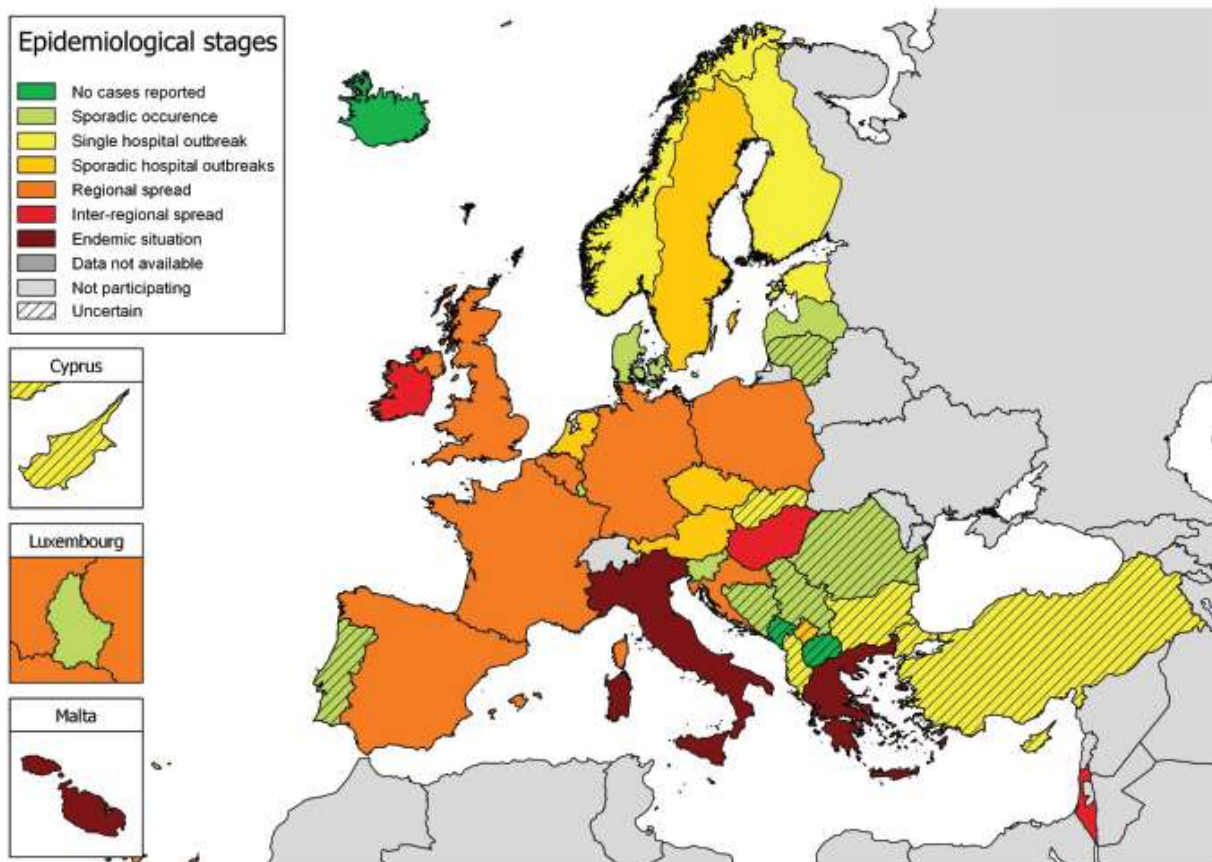 Epidemiological stages
No cases reported
Sporadic occurence
Single hospital outbreak
Sporadic hospital outbreaks
Regional spread
Inter-regional spread
Endemic situation
Data not available
Not participating
Uncertain
Cyprus
Luxembourg
Malta